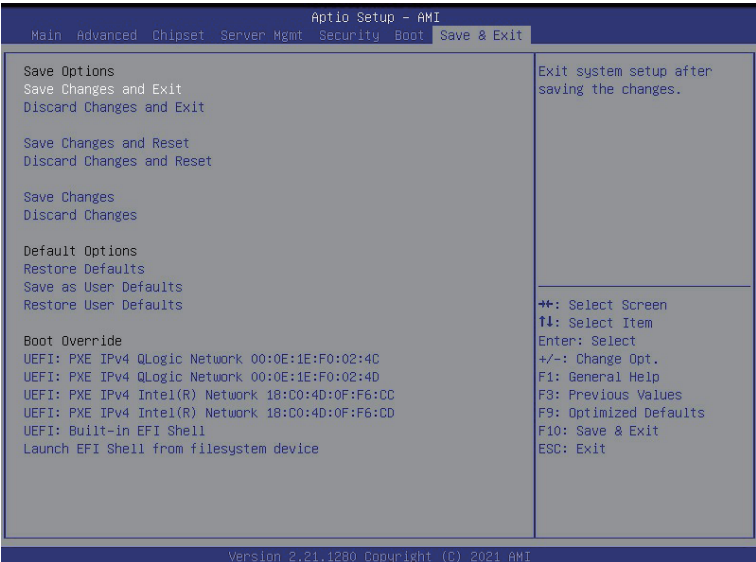 Aptio Setup – AMI
Main Advanced Chipset Server Mgmt Security Boot Save & Exit
Save Options
Save Changes and Exit
Discard Changes and Exit
Save Changes and Reset
Discard Changes and Reset
Save Changes
Discard Changes
Default Options
Restore Defaults
Save as User Defaults
Restore User Defaults
Boot Override
UEFI: PXE IPv4 QLogic Network 00:0E:1E:F0:02:4C
UEFI: PXE IPv4 QLogic Network 00:0E:1E:F0:02:4D
UEFI: PXE IPv4 Intel(R) Network 18:C0:4D:0F:F6:CC
UEFI: PXE IPv4 Intel(R) Network 18:C0:4D:0F:F6:CD
UEFI: Built-in EFI Shell
Launch EFI Shell from filesystem device
Exit system setup after
saving the changes.
→←: Select Screen
↑↓: Select Item
Enter: Select
+/-: Change Opt.
F1: General Help
F3: Previous Values
F9: Optimized Defaults
F10: Save & Exit
ESC: Exit
Version 2.21.1280 Copyright (C) 2021 AMI